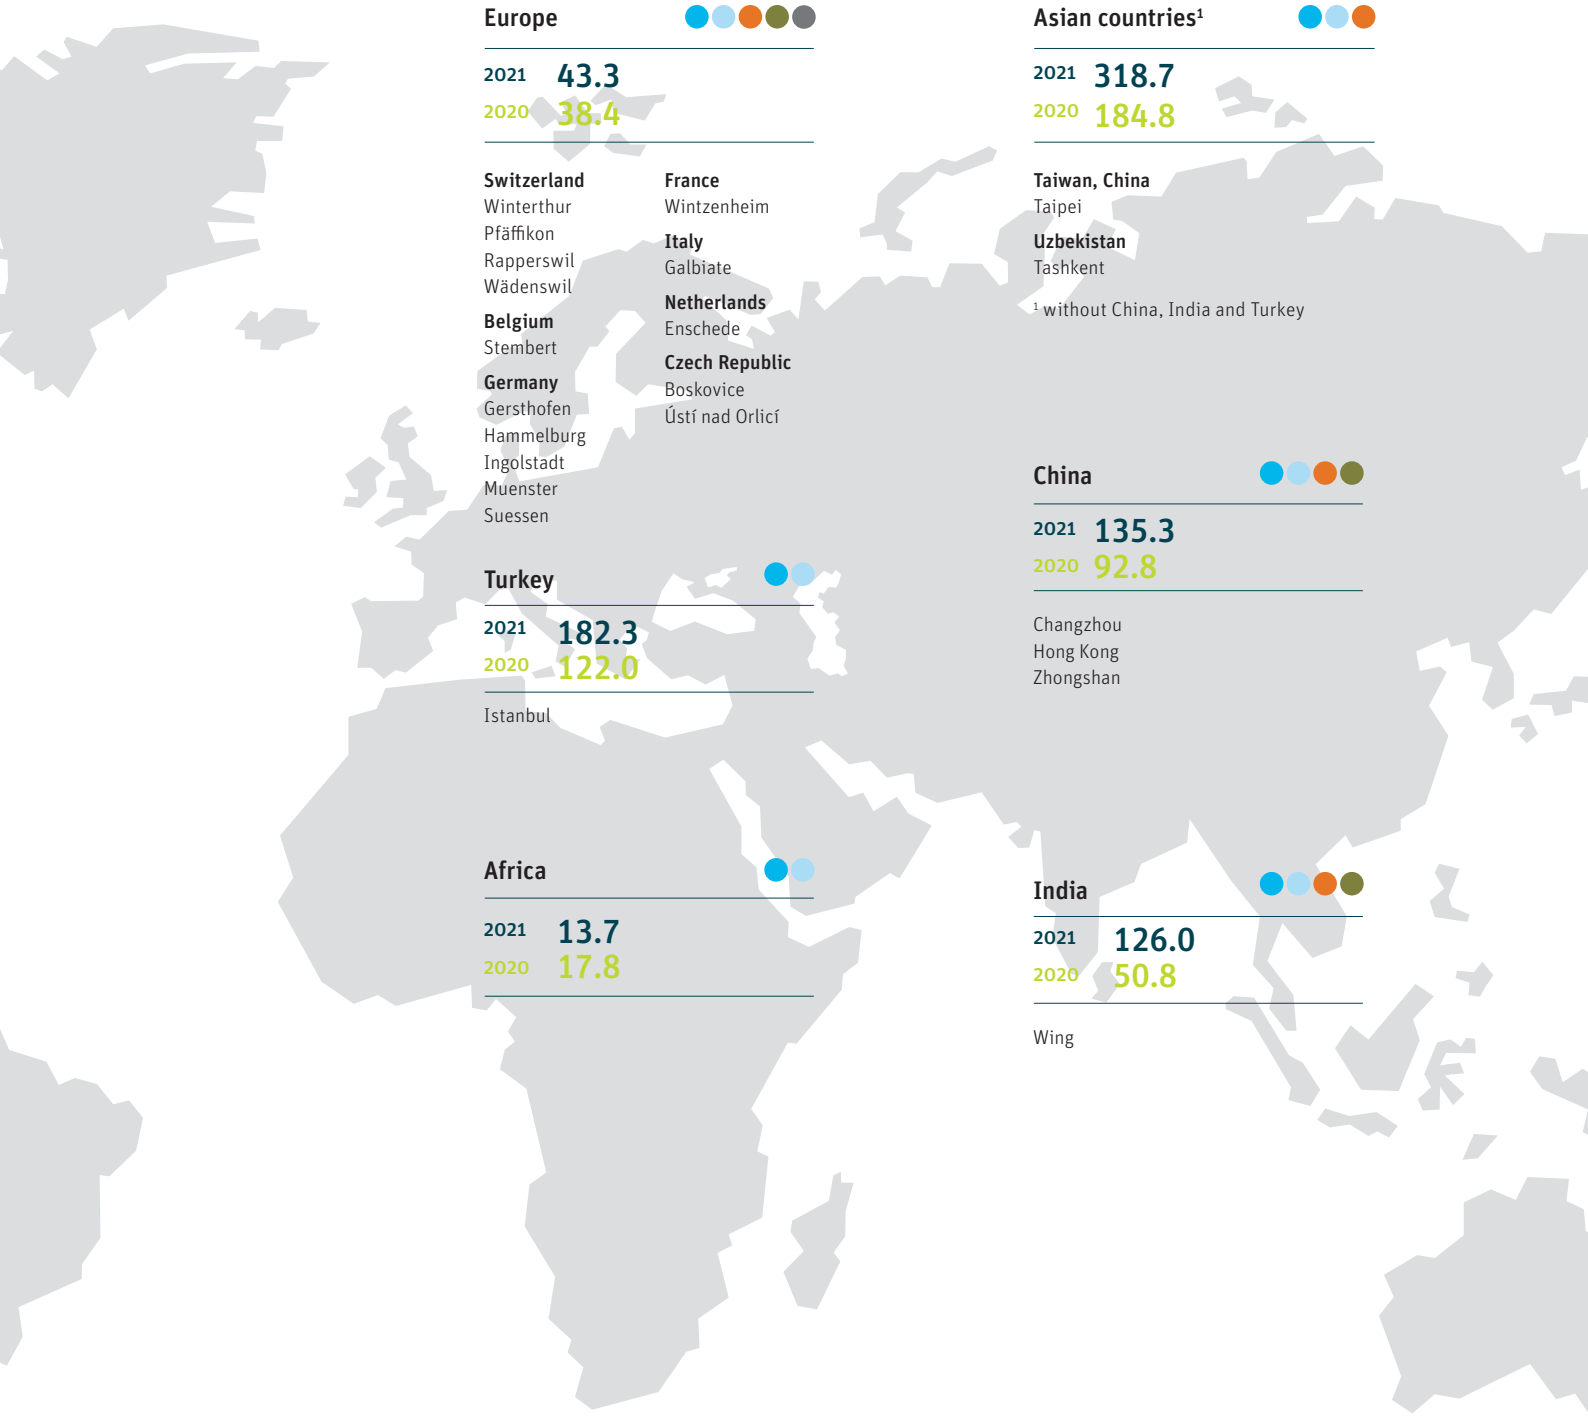 Europe
2021 43.3
2020 38.4
Switzerland
Winterthur
Pfäffikon
Rapperswil
Wädenswil
Belgium
Stembert
Germany
Gersthofen
Hammelburg
Ingolstadt
Muenster
Suessen
France
Wintzenheim
Italy
Galbiate
Netherlands
Enschede
Czech Republic
Boskovice
Ústí nad Orlicí
Turkey
2021 182.3
2020 122.0
Istanbul
Africa
2021 13.7
2020 17.8
Asian countries¹
2021 318.7
2020 184.8
Taiwan, China
Taipei
Uzbekistan
Tashkent
¹ without China, India and Turkey
China
2021 135.3
2020 92.8
Changzhou
Hong Kong
Zhongshan
India
2021 126.0
2020 50.8
Wing